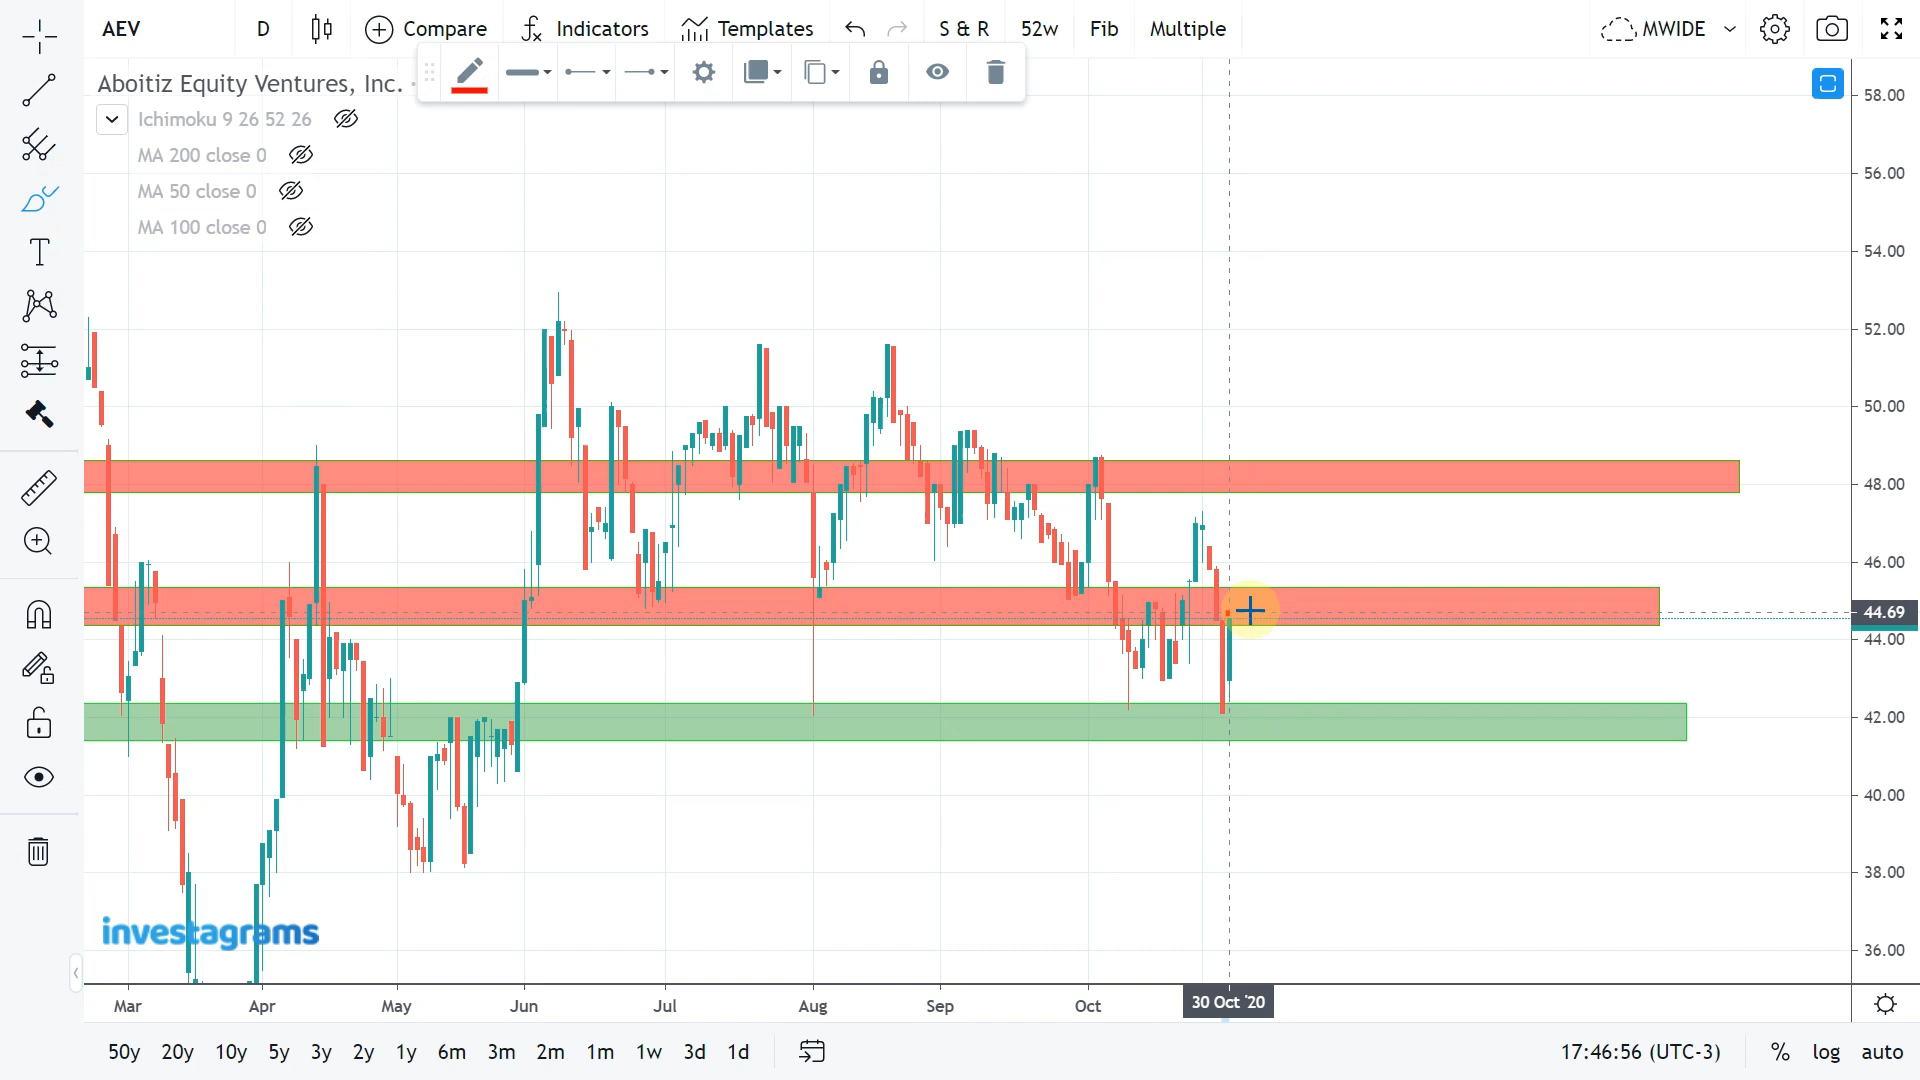 AEV D Compare Indicators Templates S & R 52w Fib Multiple MWIDE
Aboitiz Equity Ventures, Inc.
Ichimoku 9 26 52 26
MA 200 close 0
MA 50 close 0
MA 100 close 0
58.00
56.00
54.00
52.00
50.00
48.00
46.00
44.69
44.00
42.00
40.00
38.00
36.00
investagrams
Mar Apr May Jun Jul Aug Sep Oct 30 Oct '20
50y 20y 10y 5y 3y 2y 1y 6m 3m 2m 1m 1w 3d 1d 17:46:56 (UTC-3) % log auto